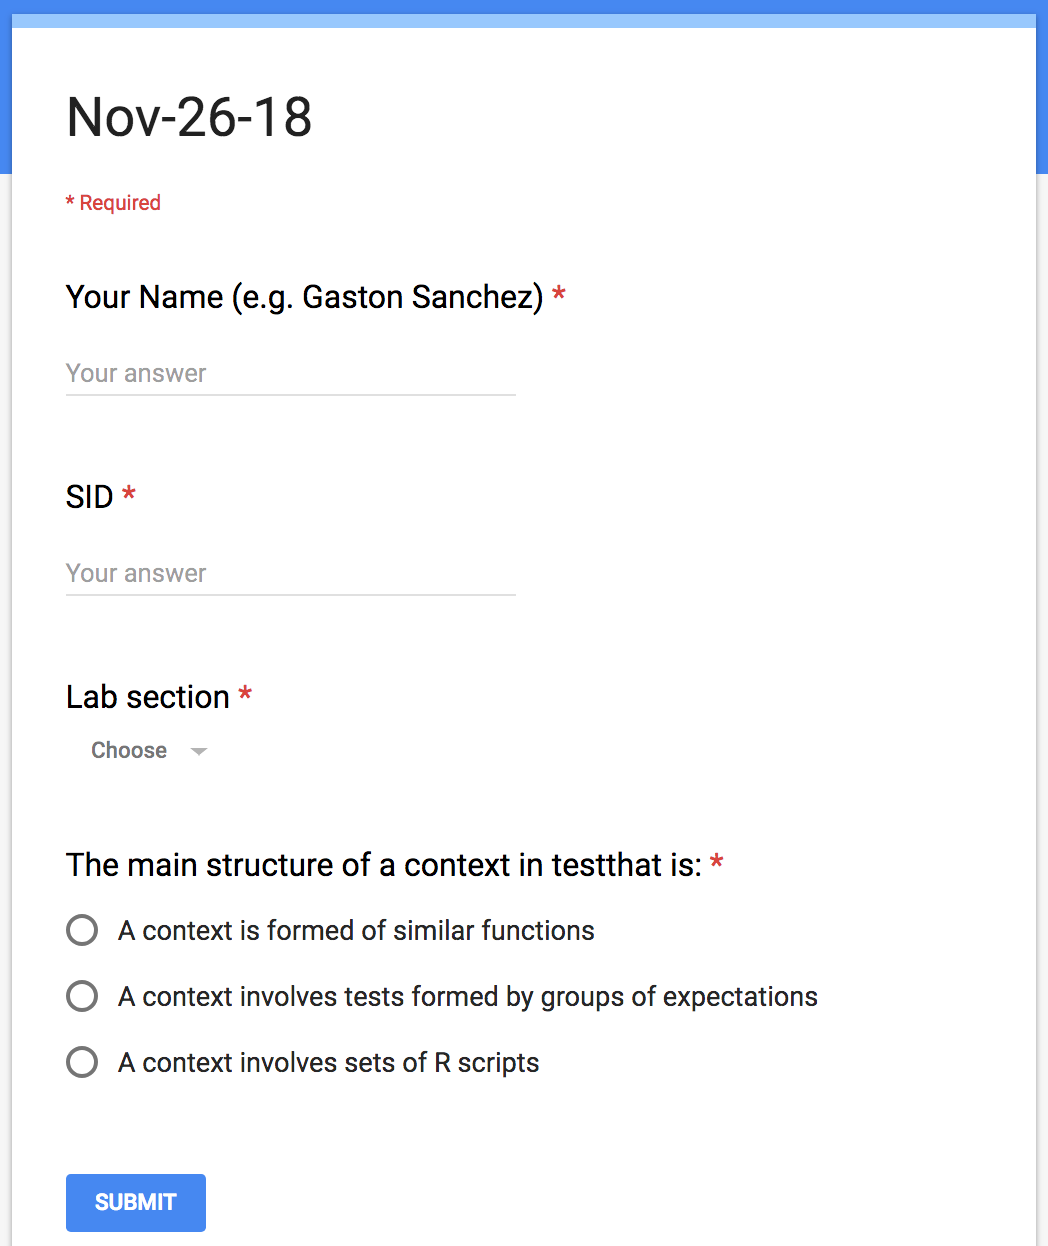 Nov-26-18
* Required
Your Name (e.g. Gaston Sanchez) *
Your answer
SID *
Your answer
Lab section *
Choose
The main structure of a context in testthat is: *
A context is formed of similar functions
A context involves tests formed by groups of expectations
A context involves sets of R scripts
SUBMIT